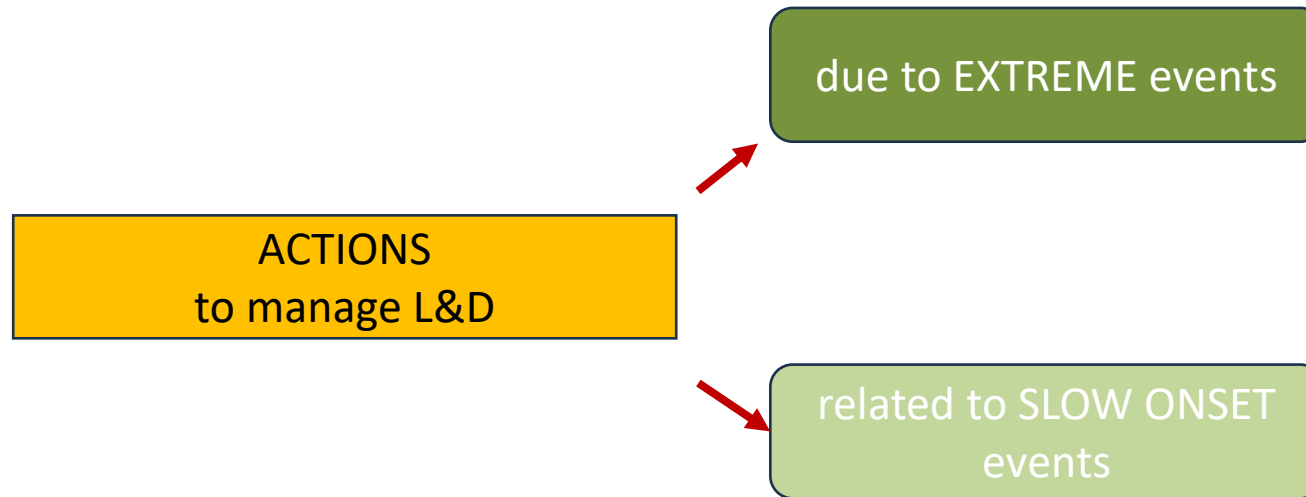 due to EXTREME events
ACTIONS
to manage L&D
related to SLOW ONSET
events